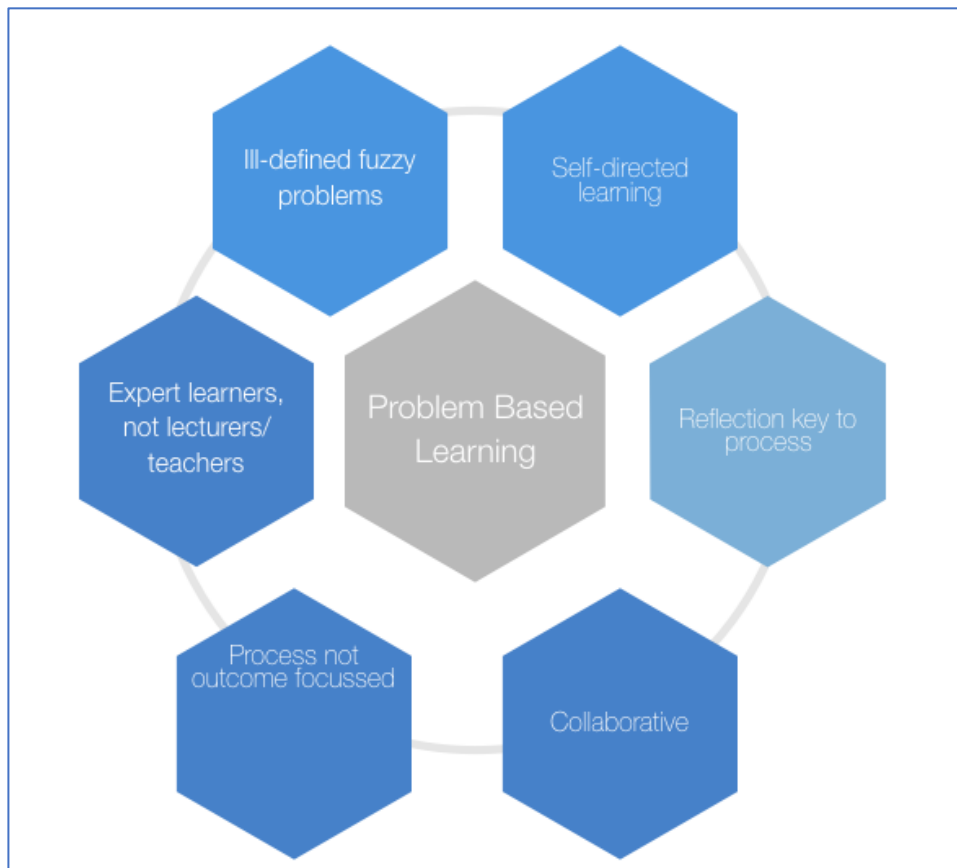 Ill-defined fuzzy
problems
Self-directed
learning
Expert learners,
not lecturers/
teachers
Problem Based
Learning
Reflection key to
process
Process not
outcome focussed
Collaborative